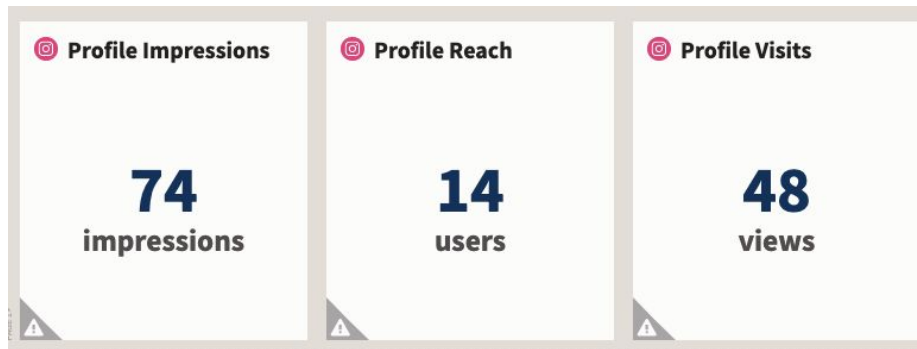 Profile Impressions
74
impressions
Profile Reach
14
users
Profile Visits
48
views